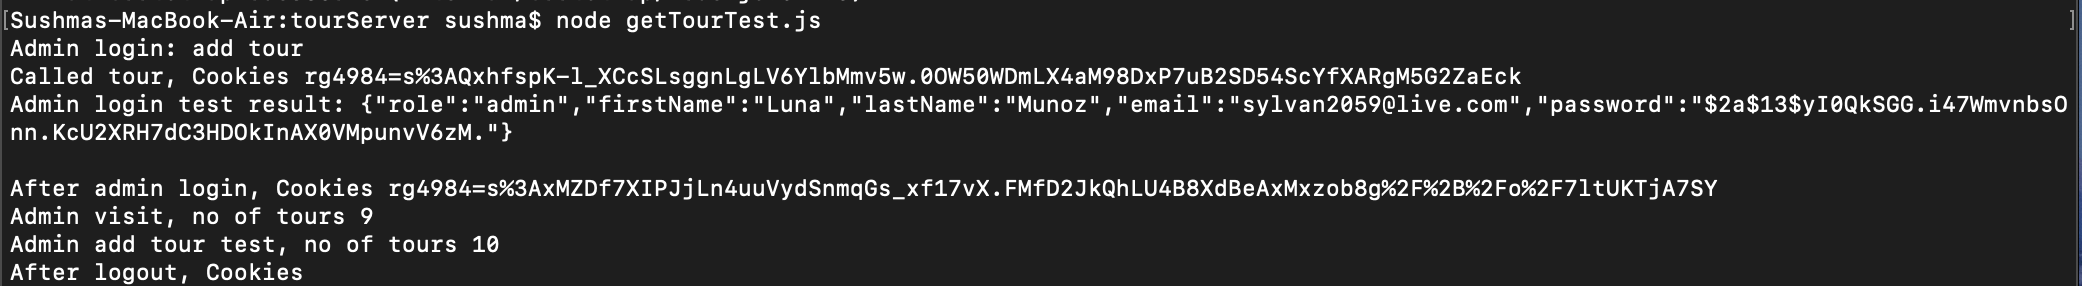 [Sushmas-MacBook-Air:tourServer sushma$ node getTourTest.js ]
Admin login: add tour
Called tour, Cookies rg4984=s%3AQxhfspK-l_XCcSLsggnLgLV6YlbMmv5w.0OW50WDmLX4aM98DxP7uB2SD54ScYfXARgM5G2ZaEck
Admin login test result: {"role":"admin","firstName":"Luna","lastName":"Munoz","email":"sylvan2059@live.com","password":"$2a$13$yI0QkSGG.i47WmvnbsO
nn.KcU2XRH7dC3HDOkInAX0VMpunvV6zM."}
After admin login, Cookies rg4984=s%3AxMZDf7XIPJjLn4uuVydSnmqGs_xf17vX.FMfD2JkQhLU4B8XdBeAxMxzob8g%2F%2B%2Fo%2F7ltUKTjA7SY
Admin visit, no of tours 9
Admin add tour test, no of tours 10
After logout, Cookies